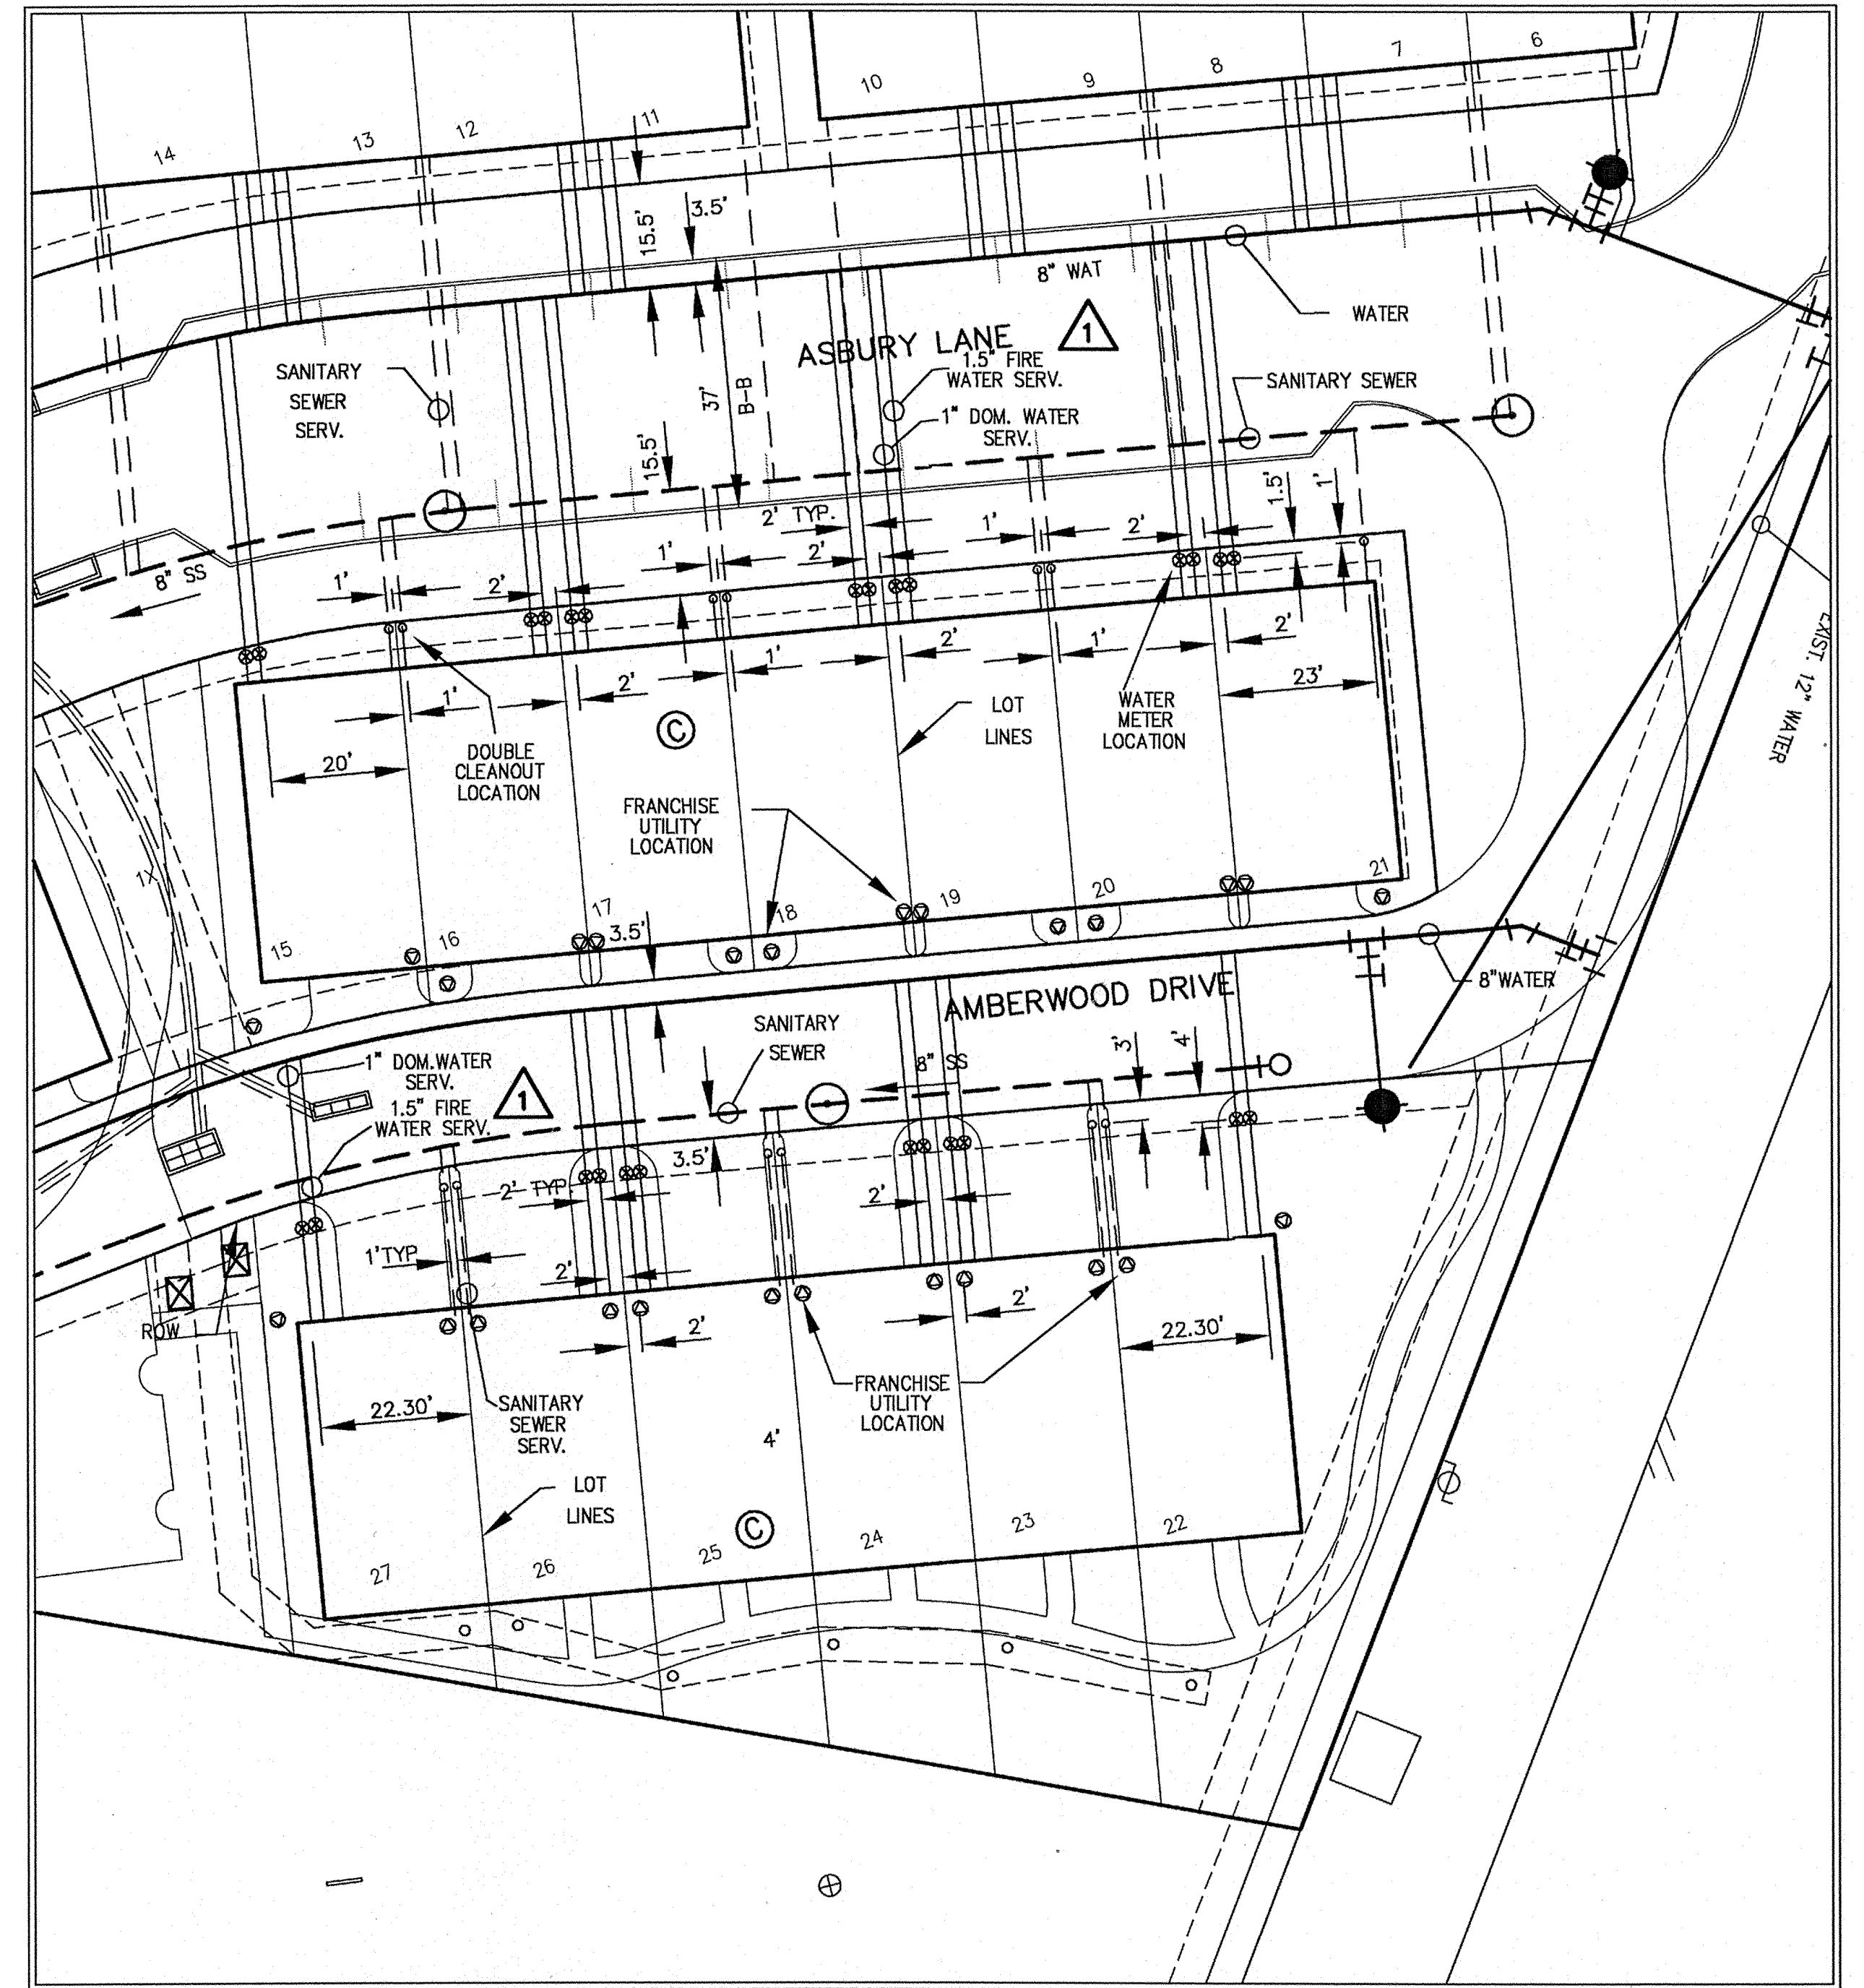 6
7
8
9
10
11
12
13
14
3.5'
15.5'
8" WAT
WATER
ASBURY LANE
1
SANITARY
SEWER
SERV.
1.5" FIRE
WATER SERV.
1" DOM. WATER
SERV.
SANITARY SEWER
37'
B-B
15.5'
8" SS
2' TYP.
1'
2'
1'
2'
1'
2'
1.5'
1'
EXIST. 12" WATER
1'
2'
1'
2'
1'
2'
23'
20'
DOUBLE
CLEANOUT
LOCATION
C
LOT
LINES
WATER
METER
LOCATION
FRANCHISE
UTILITY
LOCATION
1X
15
16
17
18
19
20
21
3.5'
8"WATER
AMBERWOOD DRIVE
SANITARY
SEWER
8" SS
3'
4'
1" DOM.WATER
SERV.
1.5" FIRE
WATER SERV.
1
3.5'
2' TYP.
2'
1'TYP
2'
2'
2'
ROW
22.30'
22.30'
SANITARY
SEWER
SERV.
FRANCHISE
UTILITY
LOCATION
4'
LOT
LINES
C
27
26
25
24
23
22